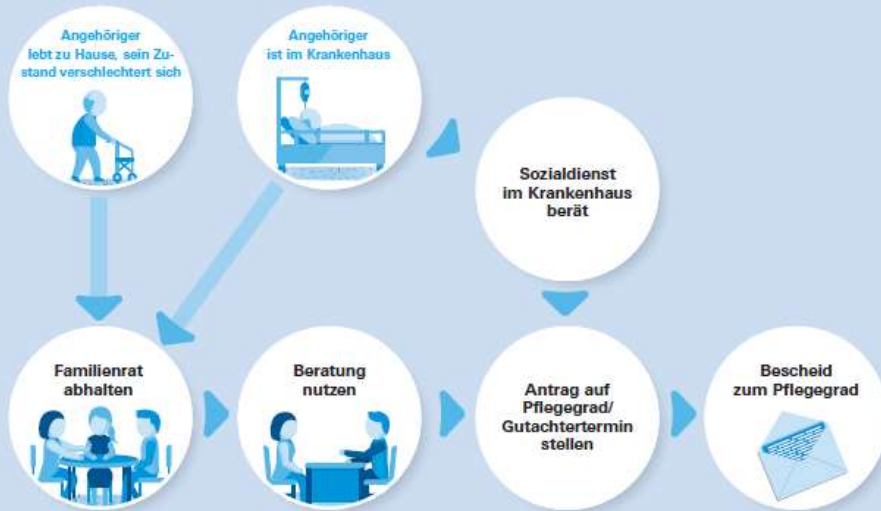 Angehöriger
lebt zu Hause, sein Zu-
stand verschlechtert sich
Angehöriger
ist im Krankenhaus
Sozialdienst
im Krankenhaus
berät
Familienrat
abhalten
Beratung
nutzen
Antrag auf
Pflegegrad/
Gutachtertermin
stellen
Bescheid
zum Pflegegrad